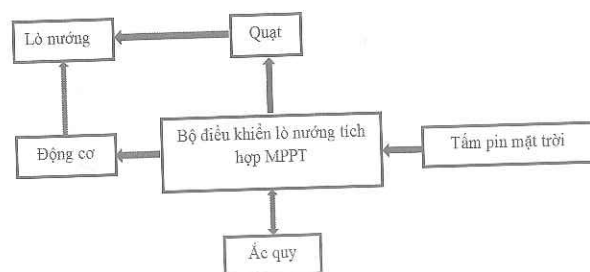 Lò nướng
Quạt
Bộ điều khiển lò nướng tích
hợp MPPT
Động cơ
Tấm pin mặt trời
Ắc quy